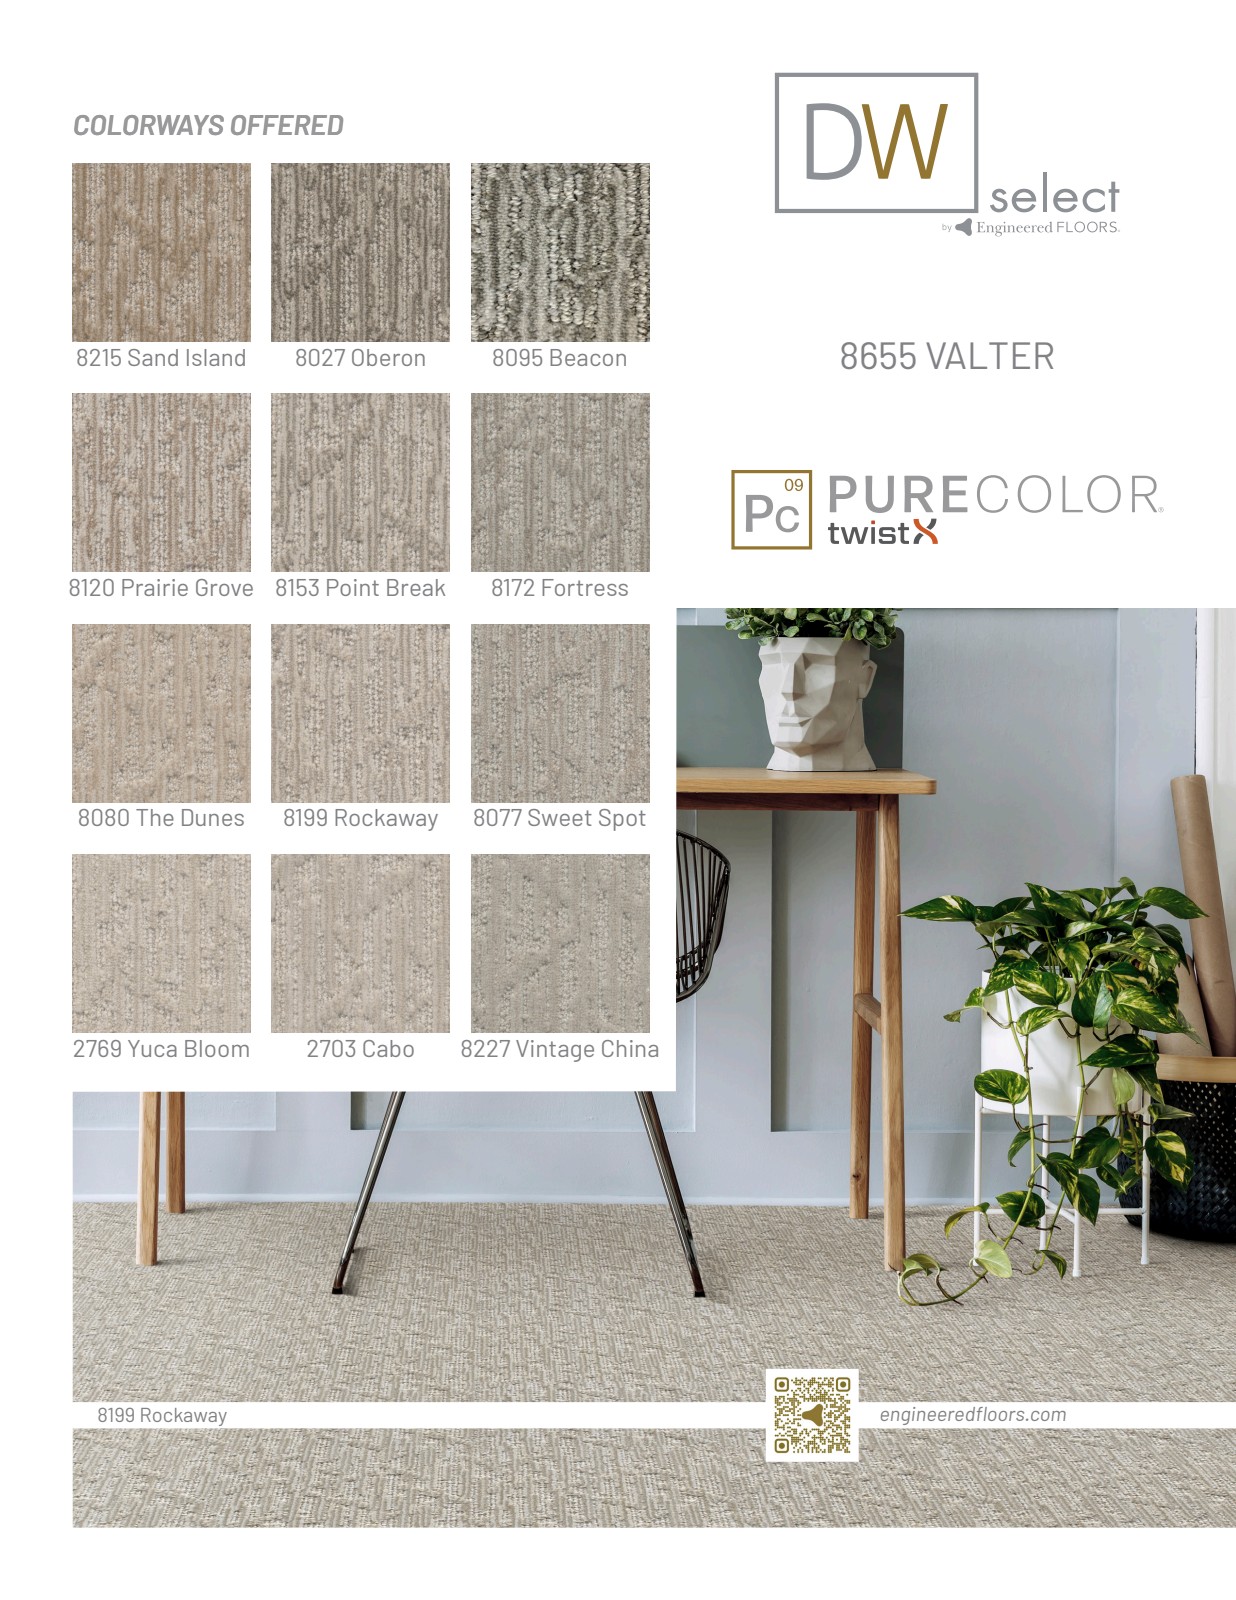 COLORWAYS OFFERED
DW
select
by Engineered FLOORS.
8215 Sand Island
8027 Oberon
8095 Beacon
8655 VALTER
8120 Prairie Grove
8153 Point Break
8172 Fortress
09
Pc
PURECOLOR®
twistX
8080 The Dunes
8199 Rockaway
8077 Sweet Spot
2769 Yuca Bloom
2703 Cabo
8227 Vintage China
8199 Rockaway
engineeredfloors.com